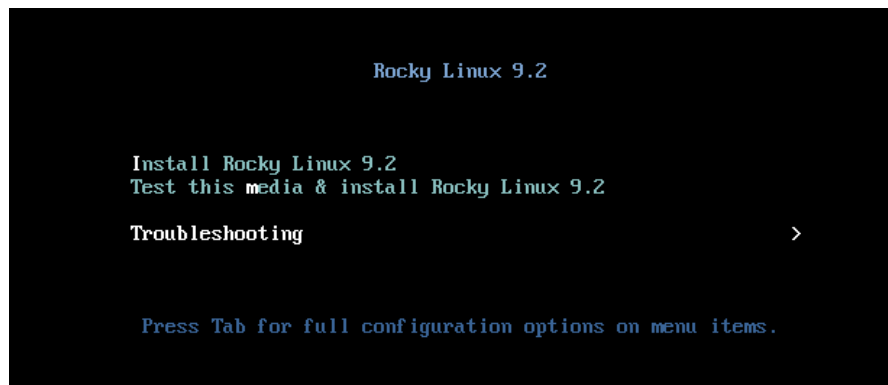 Rocky Linux 9.2
Install Rocky Linux 9.2
Test this media & install Rocky Linux 9.2
Troubleshooting >
Press Tab for full configuration options on menu items.